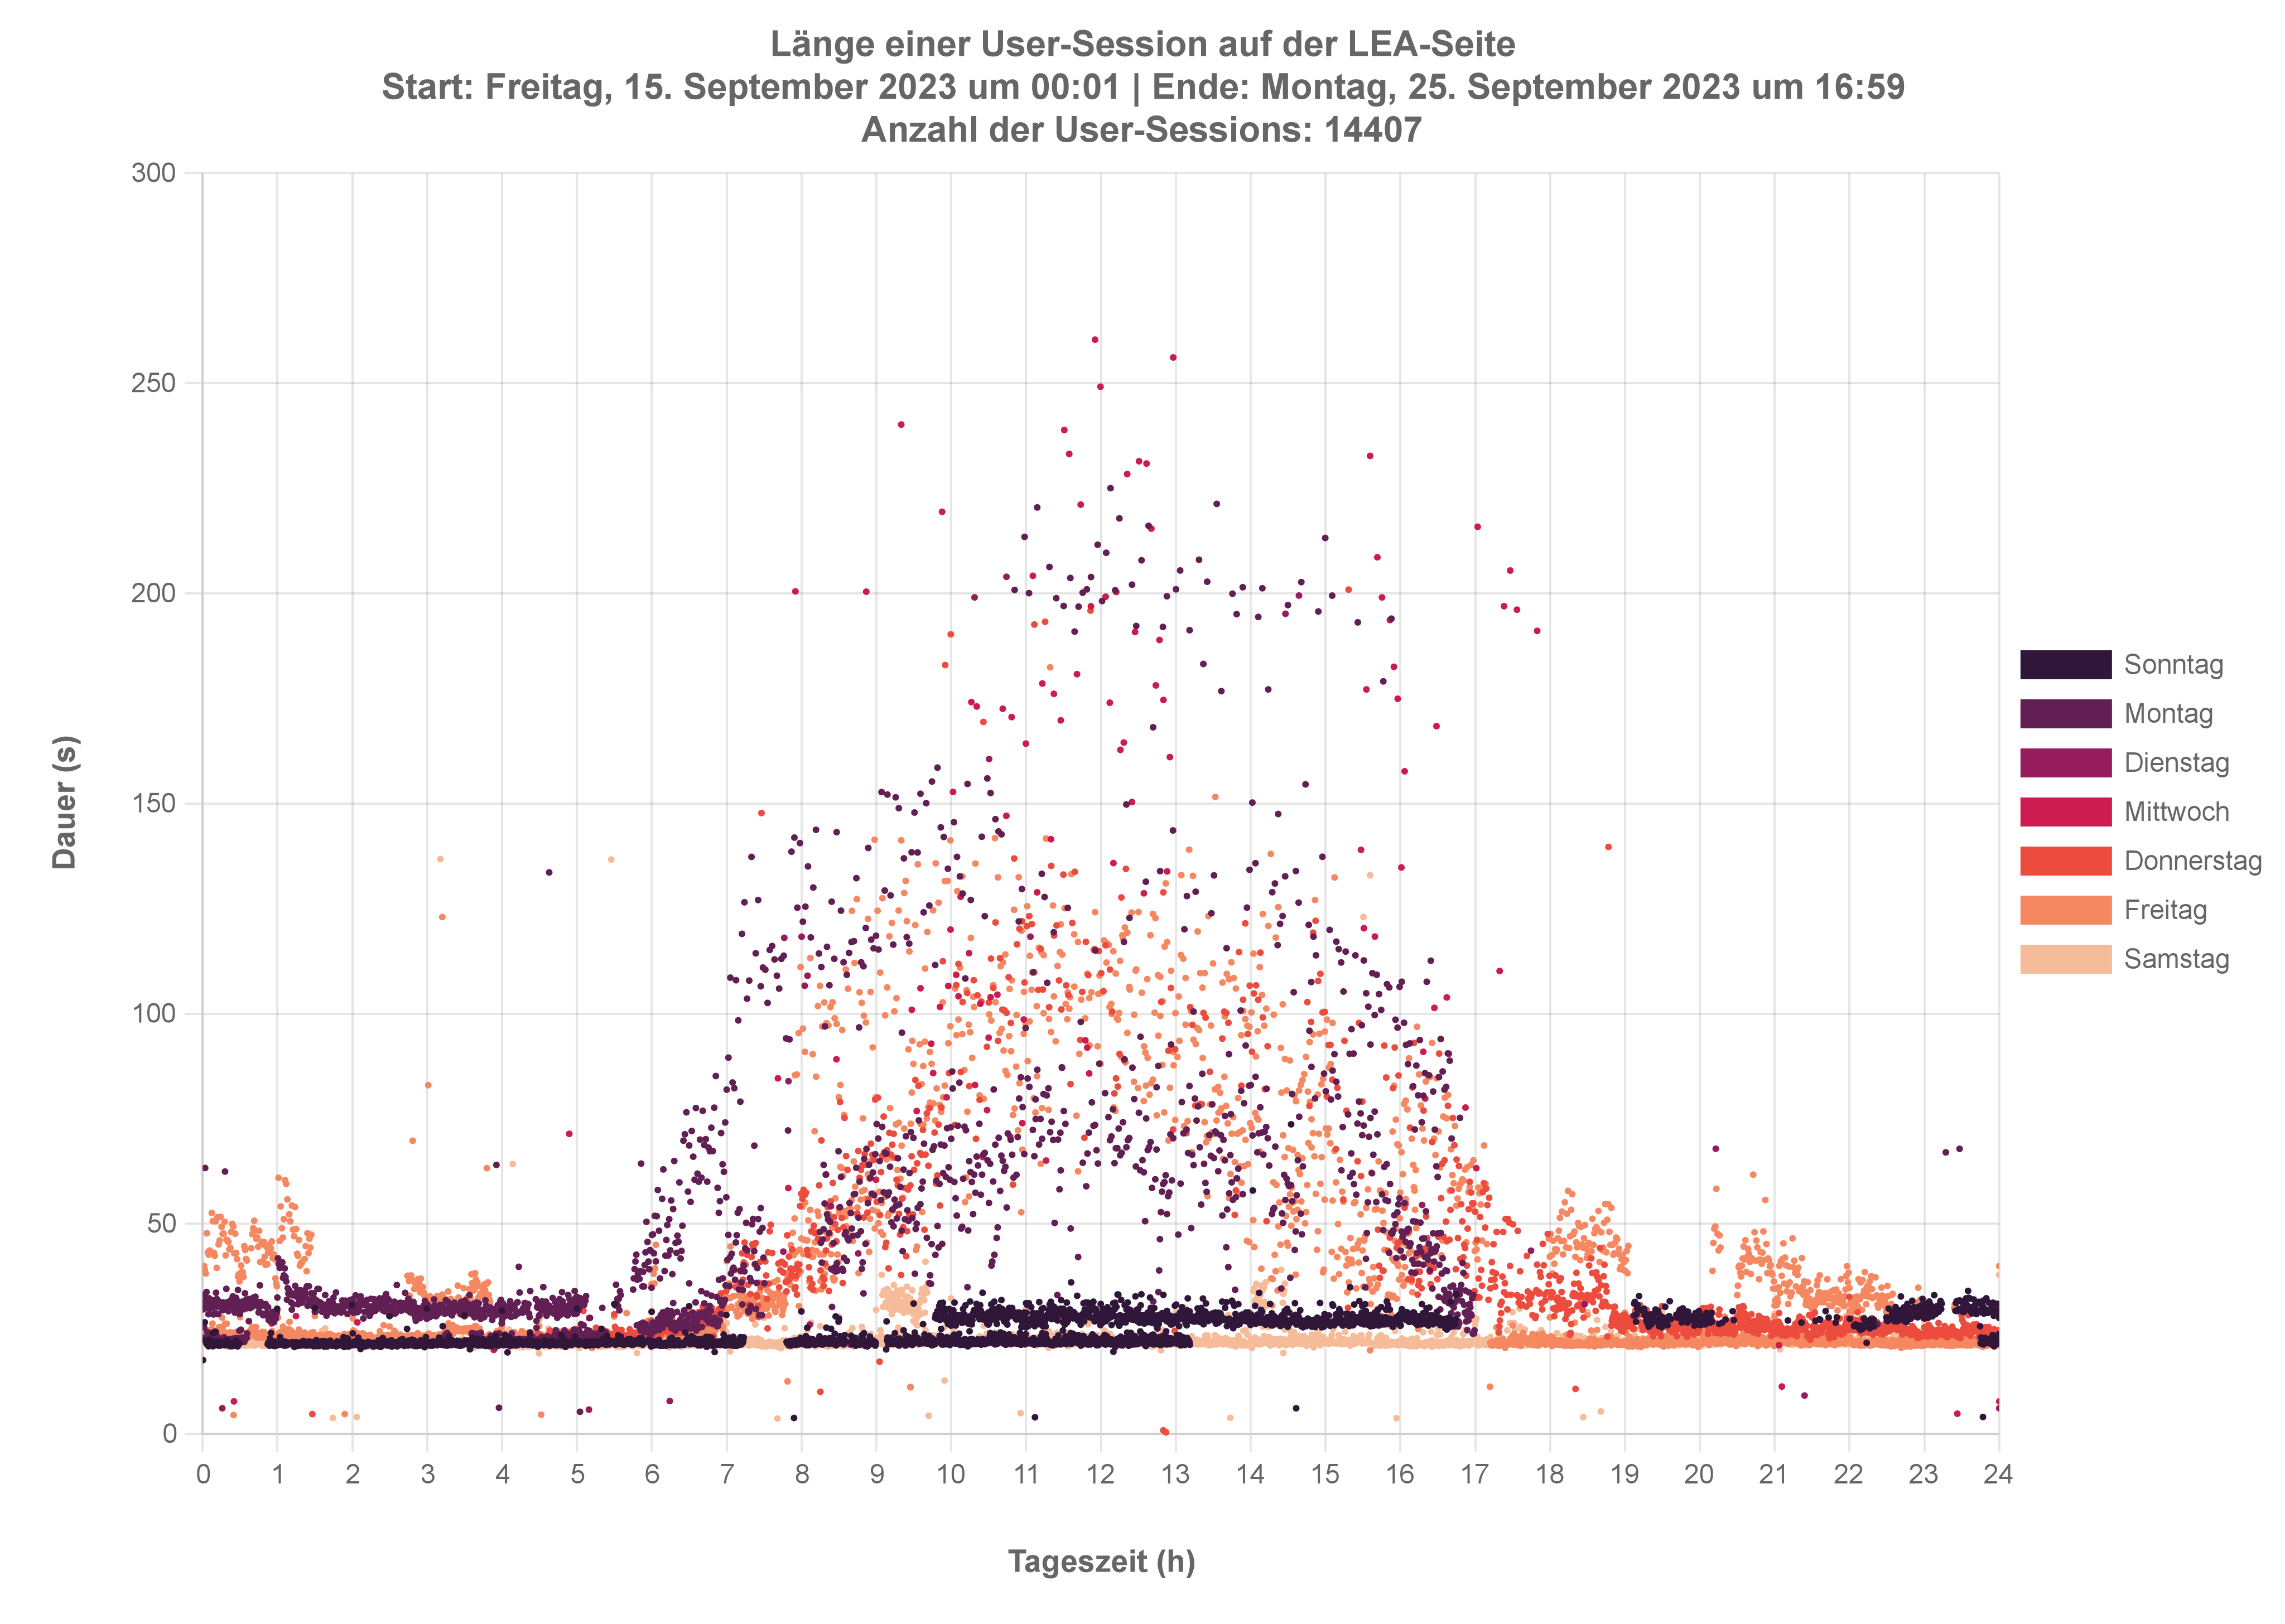 Länge einer User-Session auf der LEA-Seite
Start: Freitag, 15. September 2023 um 00:01 | Ende: Montag, 25. September 2023 um 16:59
Anzahl der User-Sessions: 14407
300
250
200
150
100
50
0
Dauer (s)
0 1 2 3 4 5 6 7 8 9 10 11 12 13 14 15 16 17 18 19 20 21 22 23 24
Tageszeit (h)
Sonntag
Montag
Dienstag
Mittwoch
Donnerstag
Freitag
Samstag